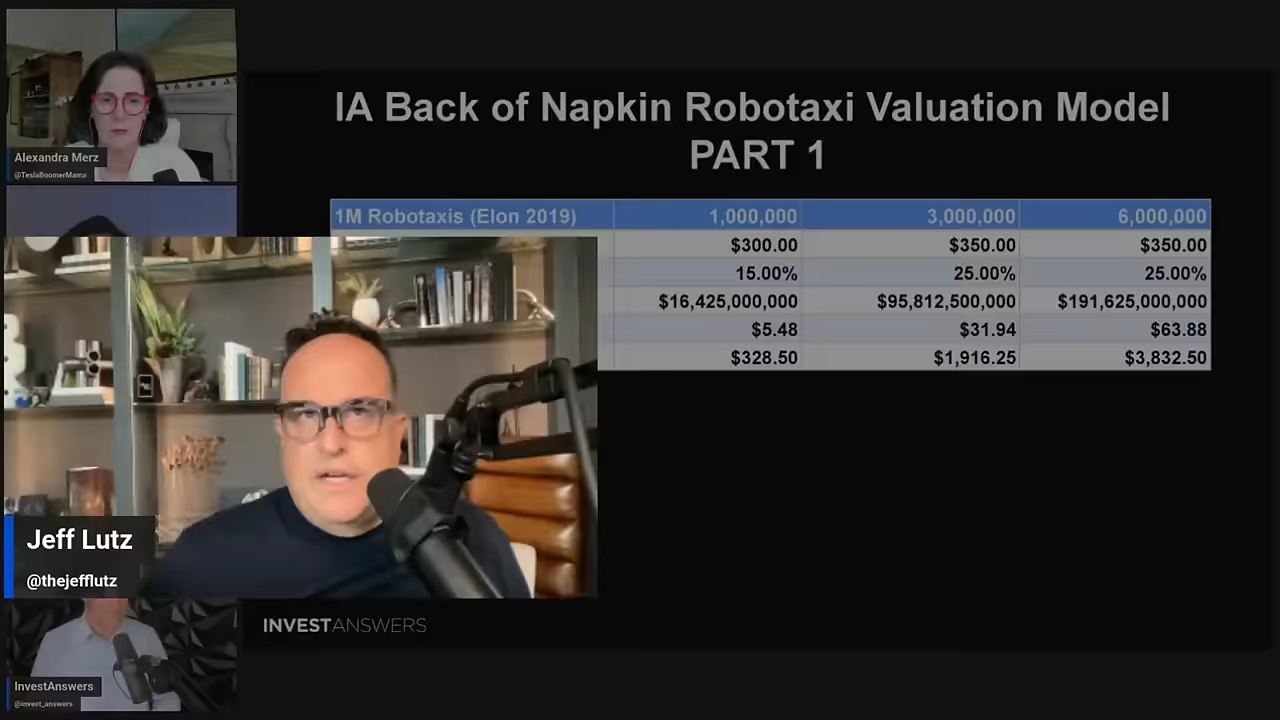 IA Back of Napkin Robotaxi Valuation Model
PART 1
1M Robotaxis (Elon 2019) 1,000,000 3,000,000 6,000,000
$300.00 $350.00 $350.00
15.00% 25.00% 25.00%
$16,425,000,000 $95,812,500,000 $191,625,000,000
$5.48 $31.94 $63.88
$328.50 $1,916.25 $3,832.50
Alexandra Merz
@TeslaBoomerMama
Jeff Lutz
@thejefflutz
INVESTANSWERS
InvestAnswers
@invest_answers